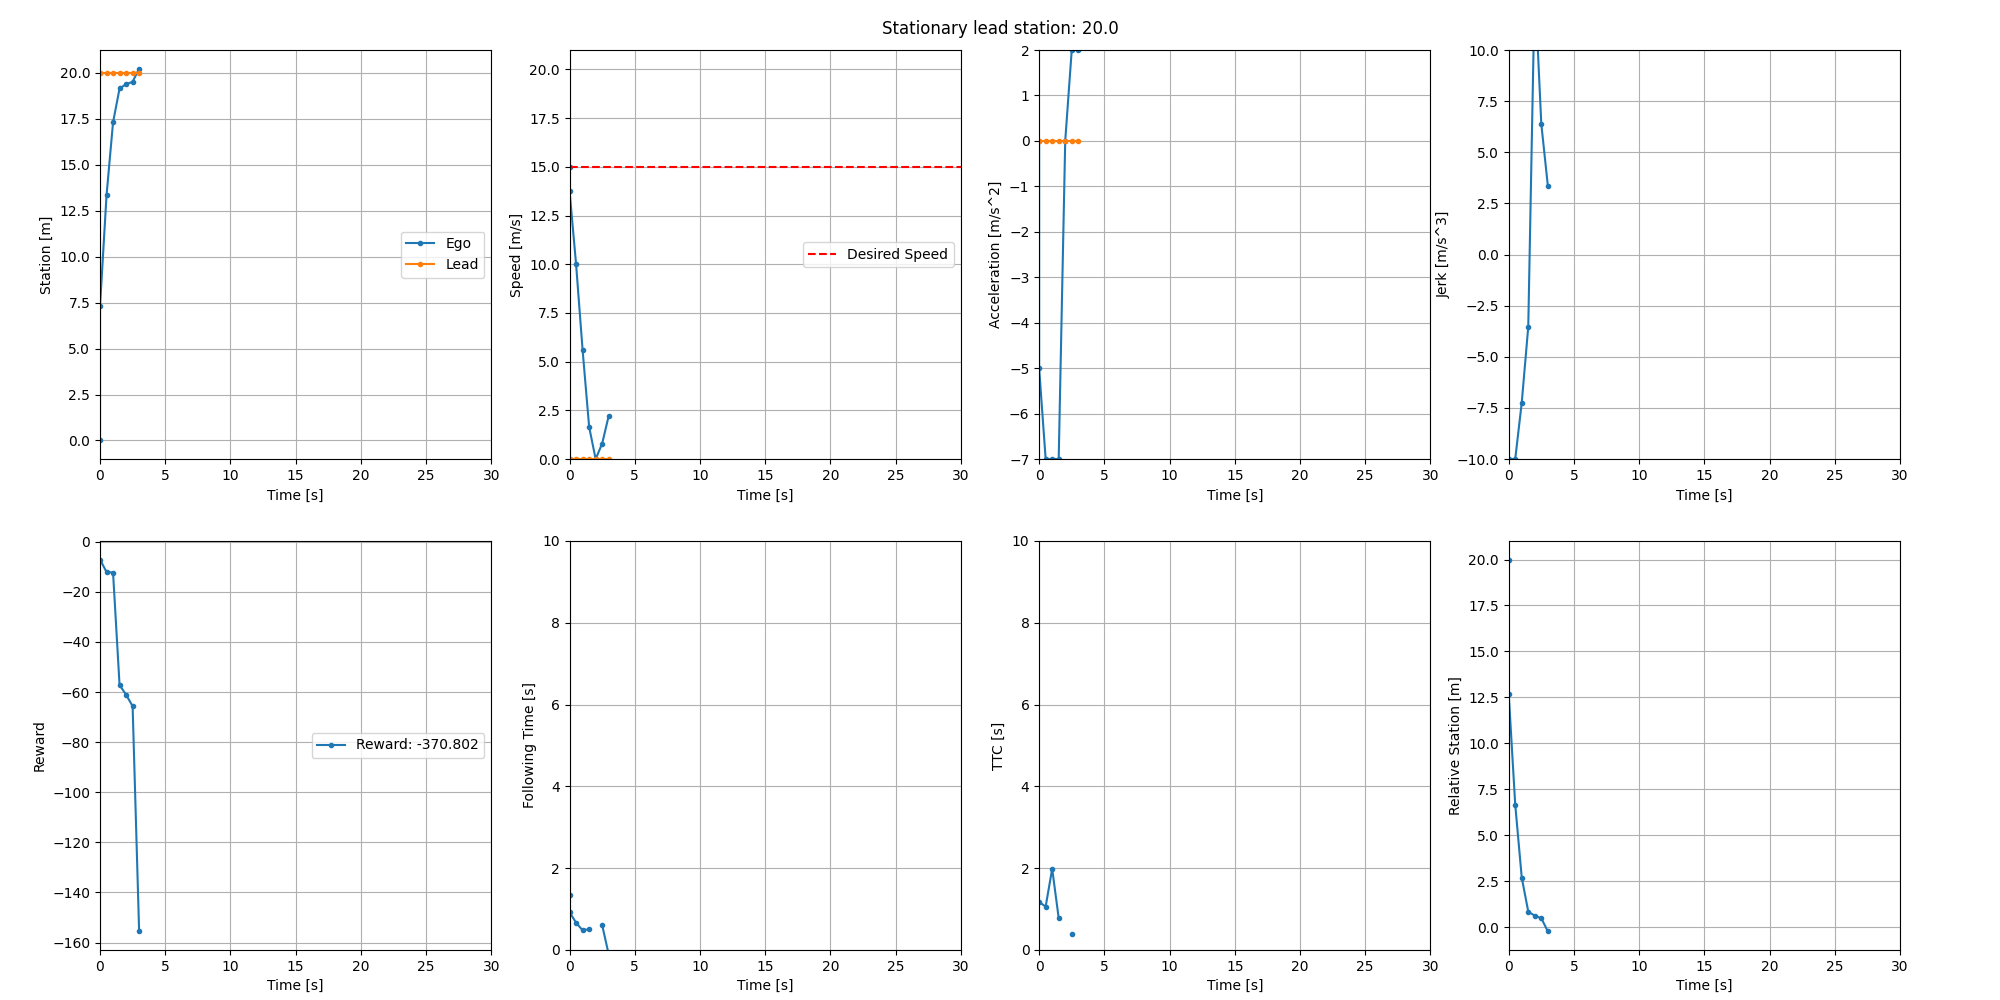 Stationary lead station: 20.0
Station [m]
20.0
17.5
15.0
12.5
10.0
7.5
5.0
2.5
0.0
Ego
Lead
0 5 10 15 20 25 30
Time [s]
Speed [m/s]
20.0
17.5
15.0
12.5
10.0
7.5
5.0
2.5
0.0
Desired Speed
0 5 10 15 20 25 30
Time [s]
Acceleration [m/s^2]
2
1
0
−1
−2
−3
−4
−5
−6
−7
0 5 10 15 20 25 30
Time [s]
Jerk [m/s^3]
10.0
7.5
5.0
2.5
0.0
−2.5
−5.0
−7.5
−10.0
0 5 10 15 20 25 30
Time [s]
Reward
0
−20
−40
−60
−80
−100
−120
−140
−160
Reward: -370.802
0 5 10 15 20 25 30
Time [s]
Following Time [s]
10
8
6
4
2
0
0 5 10 15 20 25 30
Time [s]
TTC [s]
10
8
6
4
2
0
0 5 10 15 20 25 30
Time [s]
Relative Station [m]
20.0
17.5
15.0
12.5
10.0
7.5
5.0
2.5
0.0
0 5 10 15 20 25 30
Time [s]